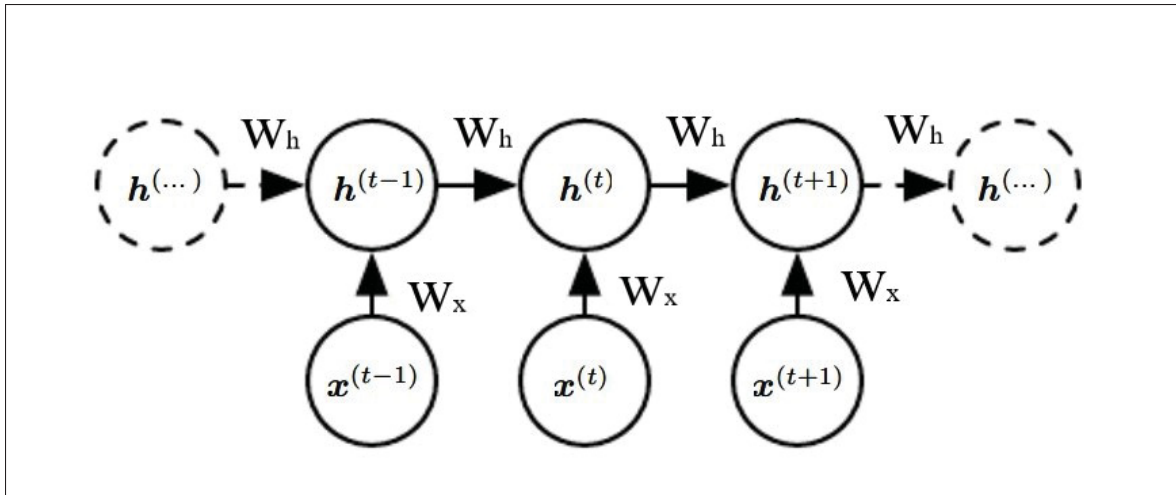 W_h W_h W_h W_h
h^(...) h^(t−1) h^(t) h^(t+1) h^(...)
W_x W_x W_x
x^(t−1) x^(t) x^(t+1)